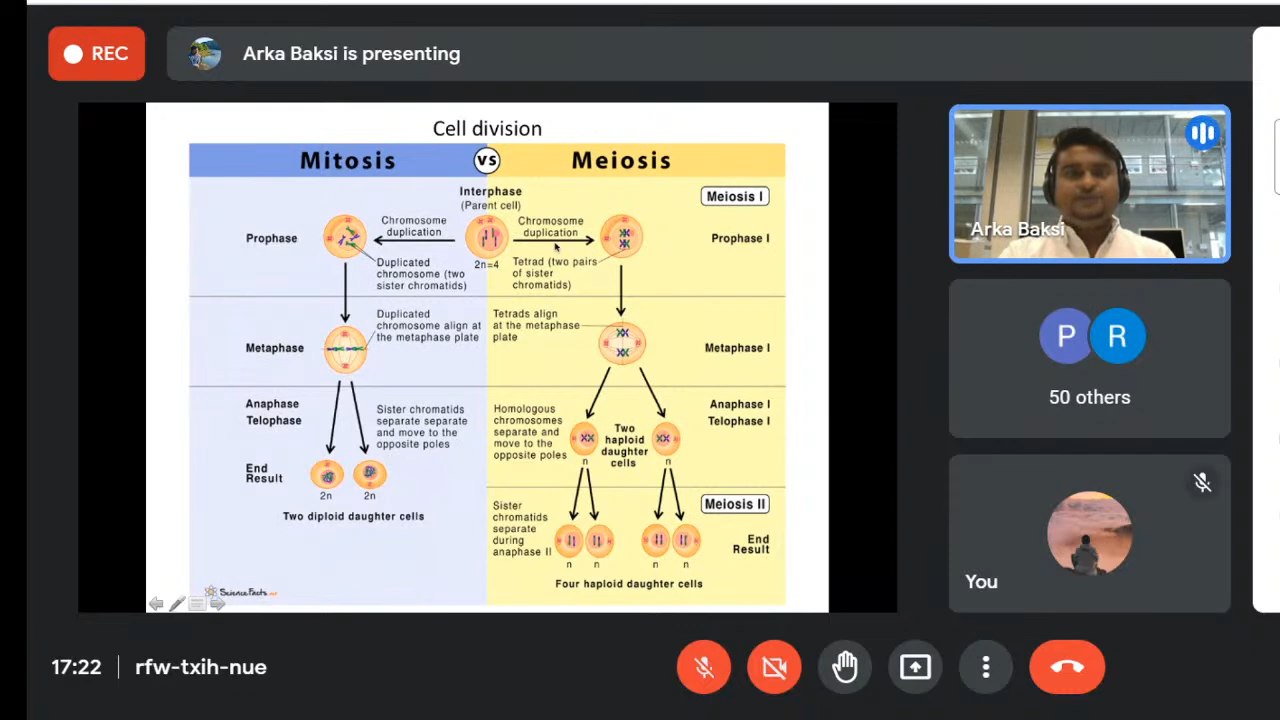 REC
Arka Baksi is presenting
Cell division
Mitosis
vs
Meiosis
Interphase
(Parent cell)
Meiosis I
Prophase
Chromosome
duplication
Chromosome
duplication
Prophase I
2n=4
Duplicated
chromosome (two
sister chromatids)
Tetrad (two pairs
of sister
chromatids)
Metaphase
Duplicated
chromosome align at
the metaphase plate
Tetrads align
at the metaphase
plate
Metaphase I
Anaphase
Telophase
Sister chromatids
separate separate
and move to the
opposite poles
Homologous
chromosomes
separate and
move to the
opposite poles
Two
haploid
daughter
cells
n
n
Anaphase I
Telophase I
End
Result
2n
2n
Two diploid daughter cells
Meiosis II
Sister
chromatids
separate
during
anaphase II
End
Result
n
n
n
n
Four haploid daughter cells
ScienceFacts.net
Arka Baksi
P
R
50 others
You
17:22
rfw-txih-nue